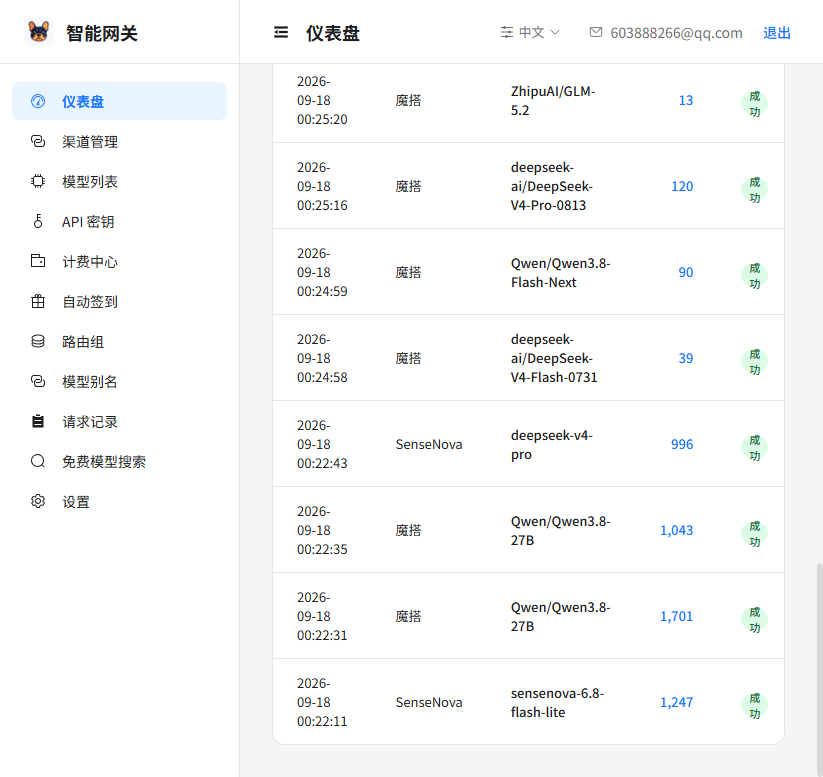 智能网关
仪表盘
中文
603888266@qq.com
退出
仪表盘
渠道管理
模型列表
API 密钥
计费中心
自动签到
路由组
模型别名
请求记录
免费模型搜索
设置
2026-
09-18
00:25:20
魔搭
ZhipuAI/GLM-
5.2
13
成
功
2026-
09-18
00:25:16
魔搭
deepseek-
ai/DeepSeek-
V4-Pro-0813
120
成
功
2026-
09-18
00:24:59
魔搭
Qwen/Qwen3.8-
Flash-Next
90
成
功
2026-
09-18
00:24:58
魔搭
deepseek-
ai/DeepSeek-
V4-Flash-0731
39
成
功
2026-
09-18
00:22:43
SenseNova
deepseek-v4-
pro
996
成
功
2026-
09-18
00:22:35
魔搭
Qwen/Qwen3.8-
27B
1,043
成
功
2026-
09-18
00:22:31
魔搭
Qwen/Qwen3.8-
27B
1,701
成
功
2026-
09-18
00:22:11
SenseNova
sensenova-6.8-
flash-lite
1,247
成
功